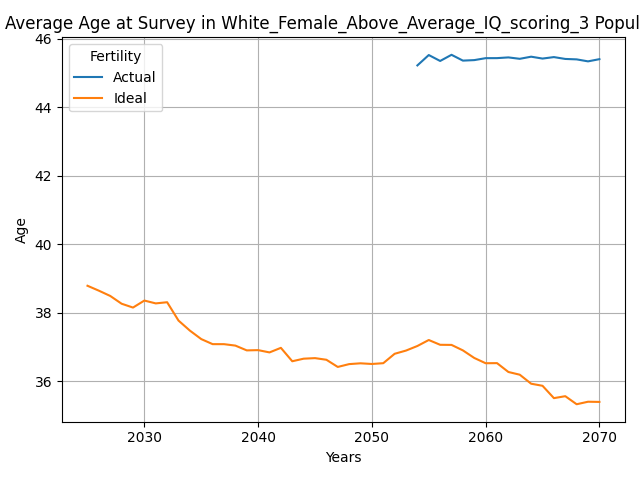 Average Age at Survey in White_Female_Above_Average_IQ_scoring_3 Popul
46
44
42
40
38
36
Age
Fertility
Actual
Ideal
2030 2040 2050 2060 2070
Years